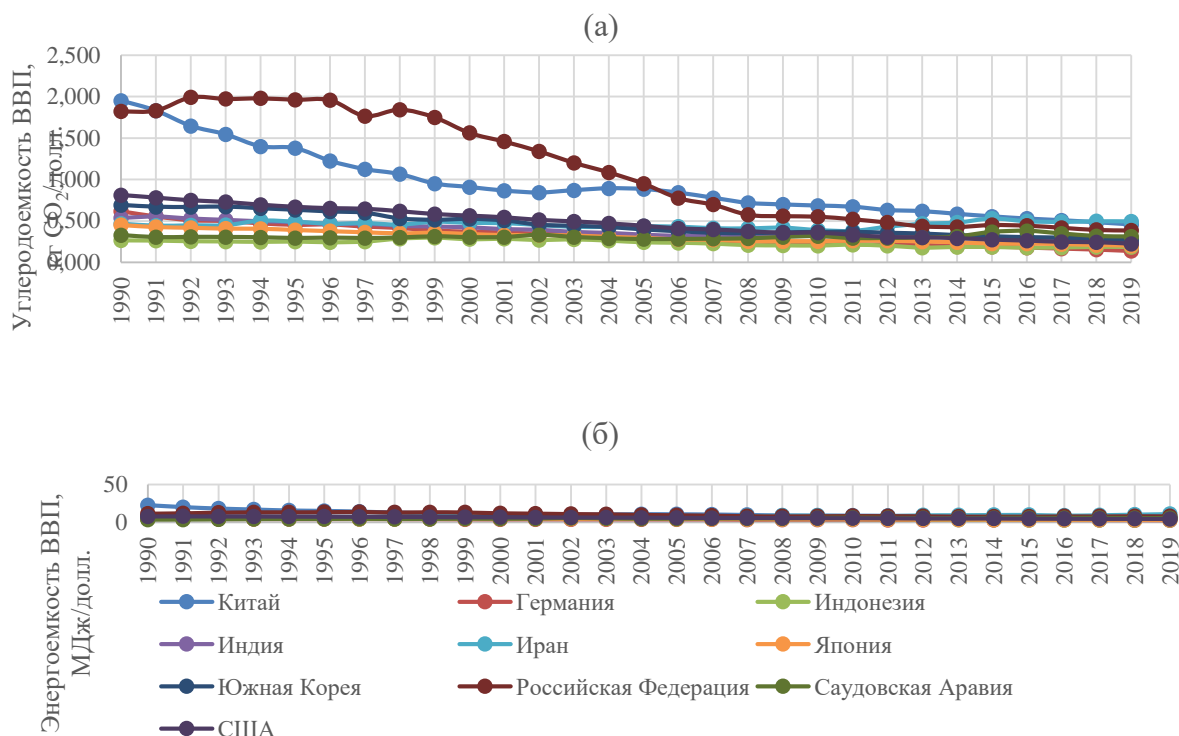 (а)
Углеродоемкость ВВП,
кг CO₂/долл.
2,500
2,000
1,500
1,000
0,500
0,000
1990 1991 1992 1993 1994 1995 1996 1997 1998 1999 2000 2001 2002 2003 2004 2005 2006 2007 2008 2009 2010 2011 2012 2013 2014 2015 2016 2017 2018 2019
(б)
Энергоемкость ВВП,
МДж/долл.
50
0
1990 1991 1992 1993 1994 1995 1996 1997 1998 1999 2000 2001 2002 2003 2004 2005 2006 2007 2008 2009 2010 2011 2012 2013 2014 2015 2016 2017 2018 2019
Китай Германия Индонезия
Индия Иран Япония
Южная Корея Российская Федерация Саудовская Аравия
США